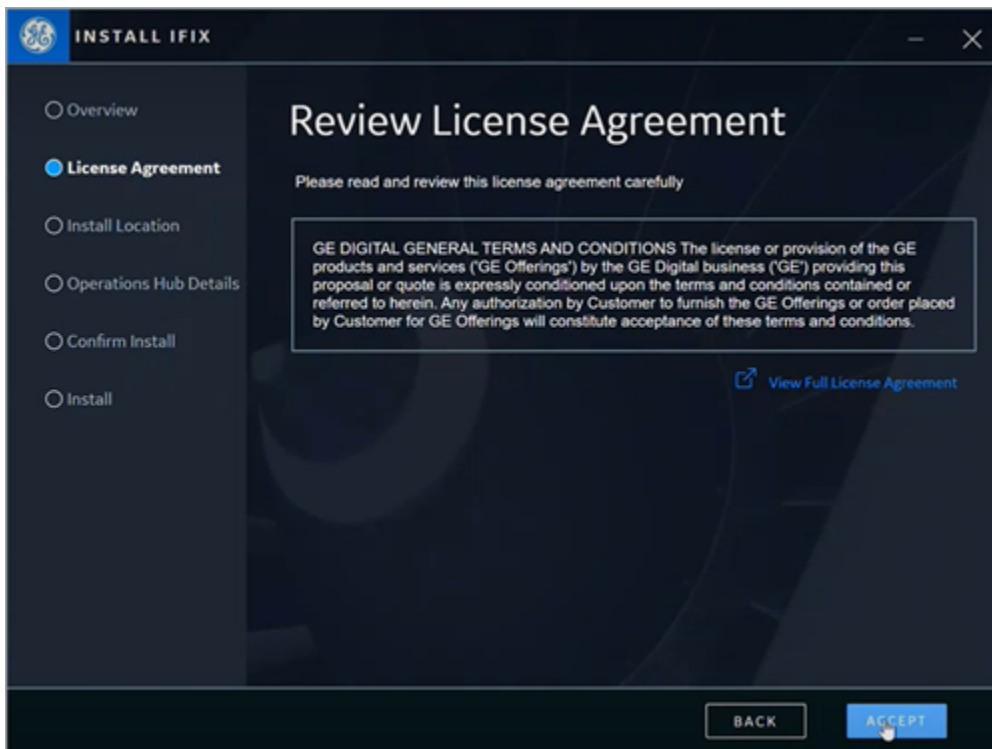 INSTALL IFIX
Overview
License Agreement
Install Location
Operations Hub Details
Confirm Install
Install
Review License Agreement
Please read and review this license agreement carefully
GE DIGITAL GENERAL TERMS AND CONDITIONS The license or provision of the GE
products and services ('GE Offerings') by the GE Digital business ('GE') providing this
proposal or quote is expressly conditioned upon the terms and conditions contained or
referred to herein. Any authorization by Customer to furnish the GE Offerings or order placed
by Customer for GE Offerings will constitute acceptance of these terms and conditions.
View Full License Agreement
BACK
ACCEPT